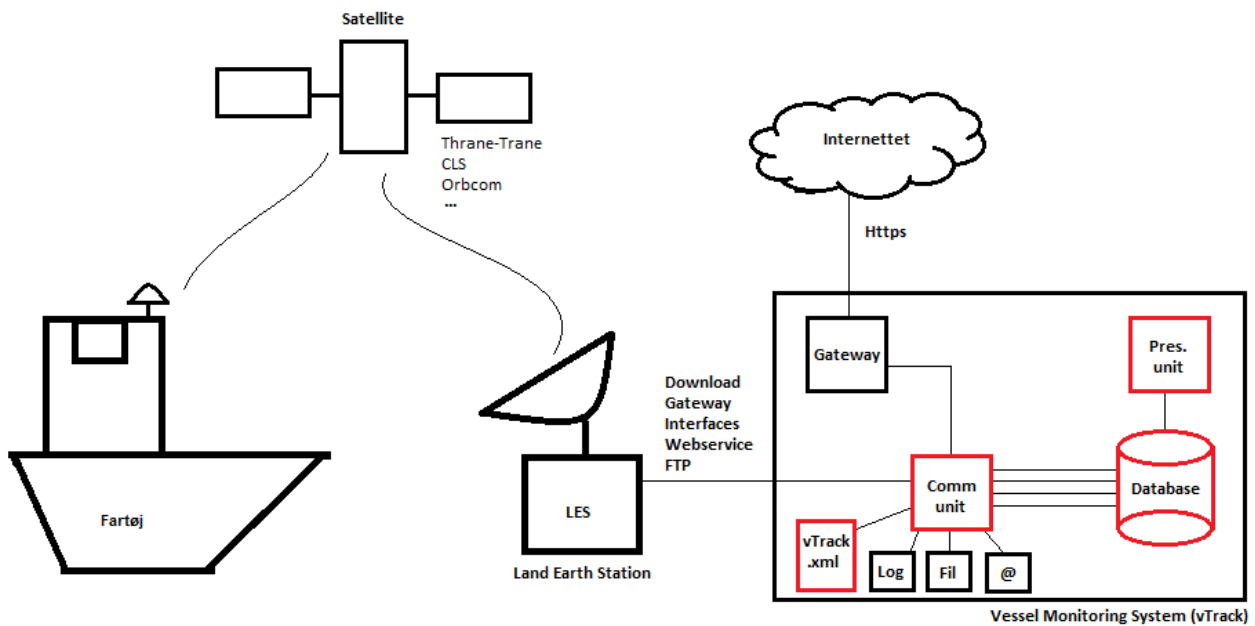 Satellite
Thrane-Trane
CLS
Orbcom
...
Internettet
Https
Gateway
Pres.
unit
Download
Gateway
Interfaces
Webservice
FTP
Comm
unit
Database
Fartøj
LES
vTrack
.xml
Log
Fil
@
Land Earth Station
Vessel Monitoring System (vTrack)